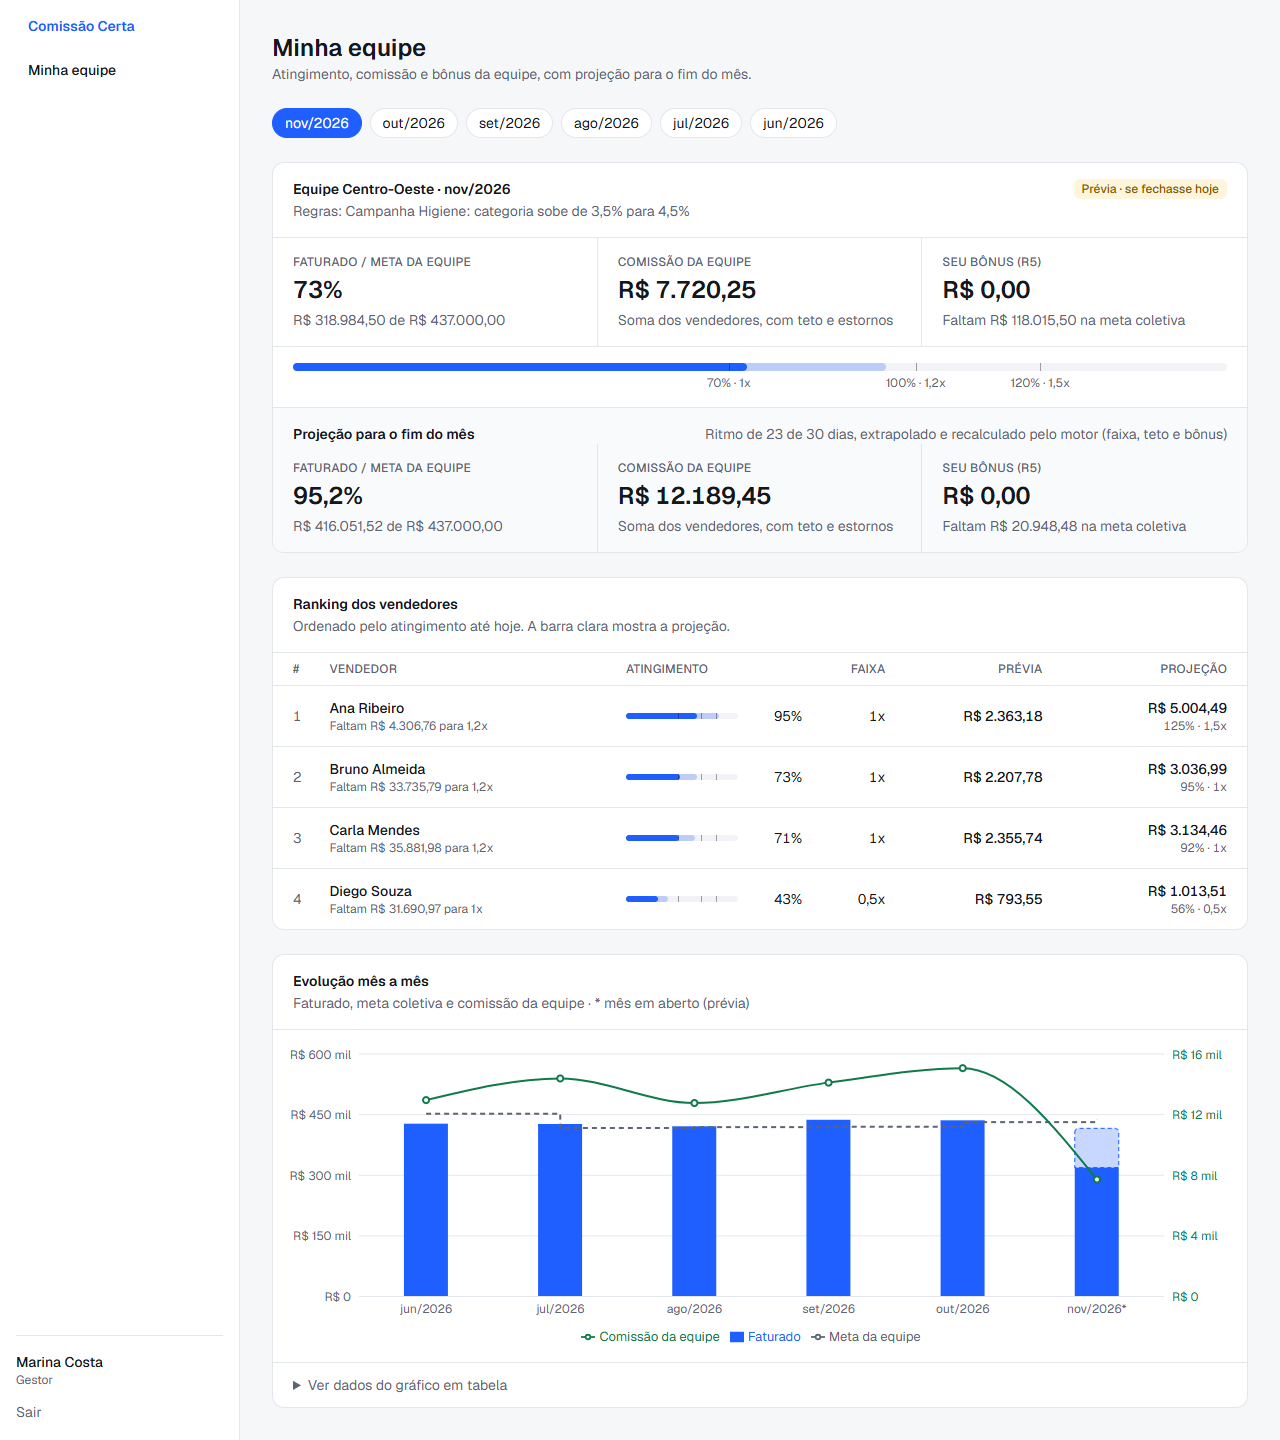 Comissão Certa
Minha equipe
Minha equipe
Atingimento, comissão e bônus da equipe, com projeção para o fim do mês.
nov/2026 out/2026 set/2026 ago/2026 jul/2026 jun/2026
Equipe Centro-Oeste · nov/2026
Prévia · se fechasse hoje
Regras: Campanha Higiene: categoria sobe de 3,5% para 4,5%
FATURADO / META DA EQUIPE
73%
R$ 318.984,50 de R$ 437.000,00
COMISSÃO DA EQUIPE
R$ 7.720,25
Soma dos vendedores, com teto e estornos
SEU BÔNUS (R5)
R$ 0,00
Faltam R$ 118.015,50 na meta coletiva
70% · 1x 100% · 1,2x 120% · 1,5x
Projeção para o fim do mês
Ritmo de 23 de 30 dias, extrapolado e recalculado pelo motor (faixa, teto e bônus)
FATURADO / META DA EQUIPE
95,2%
R$ 416.051,52 de R$ 437.000,00
COMISSÃO DA EQUIPE
R$ 12.189,45
Soma dos vendedores, com teto e estornos
SEU BÔNUS (R5)
R$ 0,00
Faltam R$ 20.948,48 na meta coletiva
Ranking dos vendedores
Ordenado pelo atingimento até hoje. A barra clara mostra a projeção.
# VENDEDOR ATINGIMENTO FAIXA PRÉVIA PROJEÇÃO
1 Ana Ribeiro 95% 1x R$ 2.363,18 R$ 5.004,49
Faltam R$ 4.306,76 para 1,2x 125% · 1,5x
2 Bruno Almeida 73% 1x R$ 2.207,78 R$ 3.036,99
Faltam R$ 33.735,79 para 1,2x 95% · 1x
3 Carla Mendes 71% 1x R$ 2.355,74 R$ 3.134,46
Faltam R$ 35.881,98 para 1,2x 92% · 1x
4 Diego Souza 43% 0,5x R$ 793,55 R$ 1.013,51
Faltam R$ 31.690,97 para 1x 56% · 0,5x
Evolução mês a mês
Faturado, meta coletiva e comissão da equipe · * mês em aberto (prévia)
R$ 600 mil R$ 16 mil
R$ 450 mil R$ 12 mil
R$ 300 mil R$ 8 mil
R$ 150 mil R$ 4 mil
R$ 0 R$ 0
jun/2026 jul/2026 ago/2026 set/2026 out/2026 nov/2026*
Comissão da equipe Faturado Meta da equipe
Ver dados do gráfico em tabela
Marina Costa
Gestor
Sair